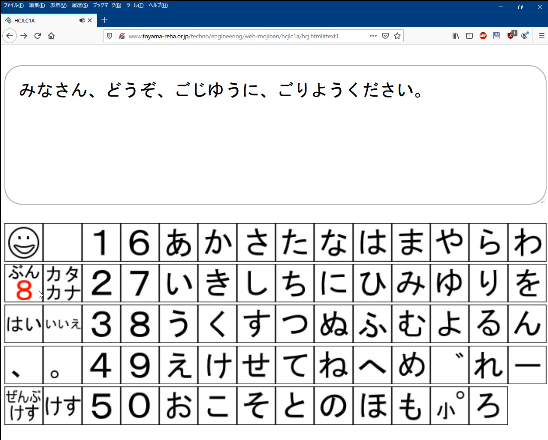 ファイル(F) 編集(E) 表示(V) 履歴(S) ブックマーク(B) ツール(T) ヘルプ(H)
HCJLC1A
www.toyama-reha.or.jp/techno/engineering/web-mojiban/hcjlc1a/hcj.html#text1
みなさん、どうぞ、ごじゆうに、ごりようください。
1 6 あ か さ た な は ま や ら わ
ぶん 8 カタカナ 2 7 い き し ち に ひ み ゆ り を
はい いいえ 3 8 う く す つ ぬ ふ む よ る ん
、 。 4 9 え け せ て ね へ め ゛ れ ー
ぜんぶけす けす 5 0 お こ そ と の ほ も 小゜ ろ